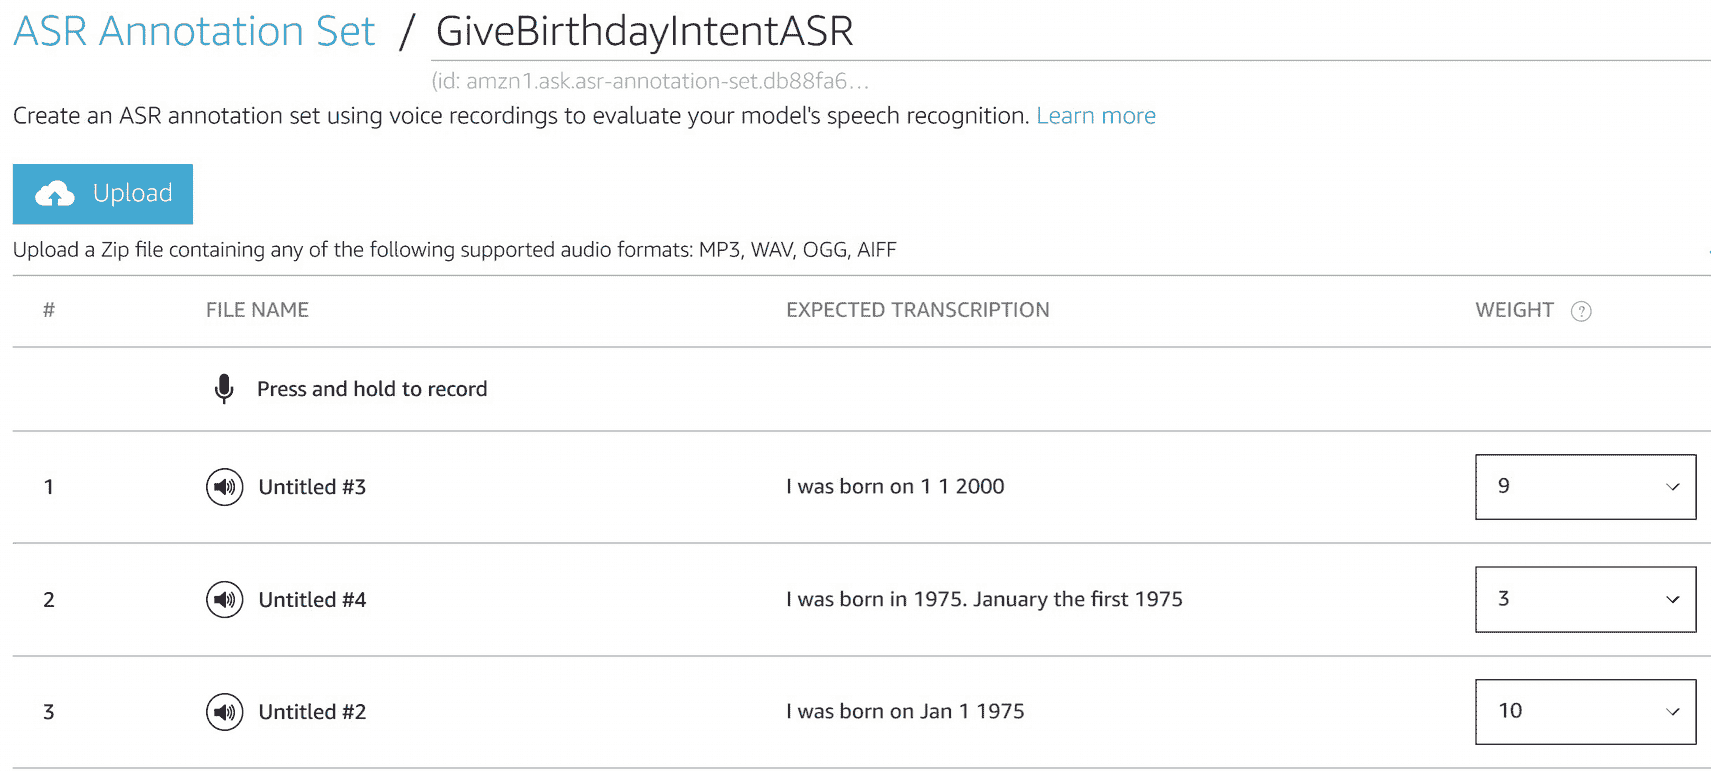 ASR Annotation Set / GiveBirthdayIntentASR
(id: amzn1.ask.asr-annotation-set.db88fa6...
Create an ASR annotation set using voice recordings to evaluate your model's speech recognition. Learn more
Upload
Upload a Zip file containing any of the following supported audio formats: MP3, WAV, OGG, AIFF
# FILE NAME EXPECTED TRANSCRIPTION WEIGHT ?
Press and hold to record
1 Untitled #3 I was born on 1 1 2000 9
2 Untitled #4 I was born in 1975. January the first 1975 3
3 Untitled #2 I was born on Jan 1 1975 10